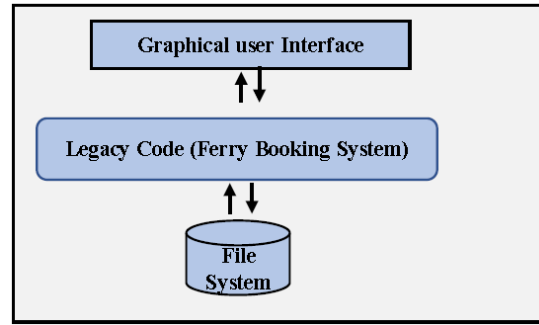 Graphical user Interface
Legacy Code (Ferry Booking System)
File
System